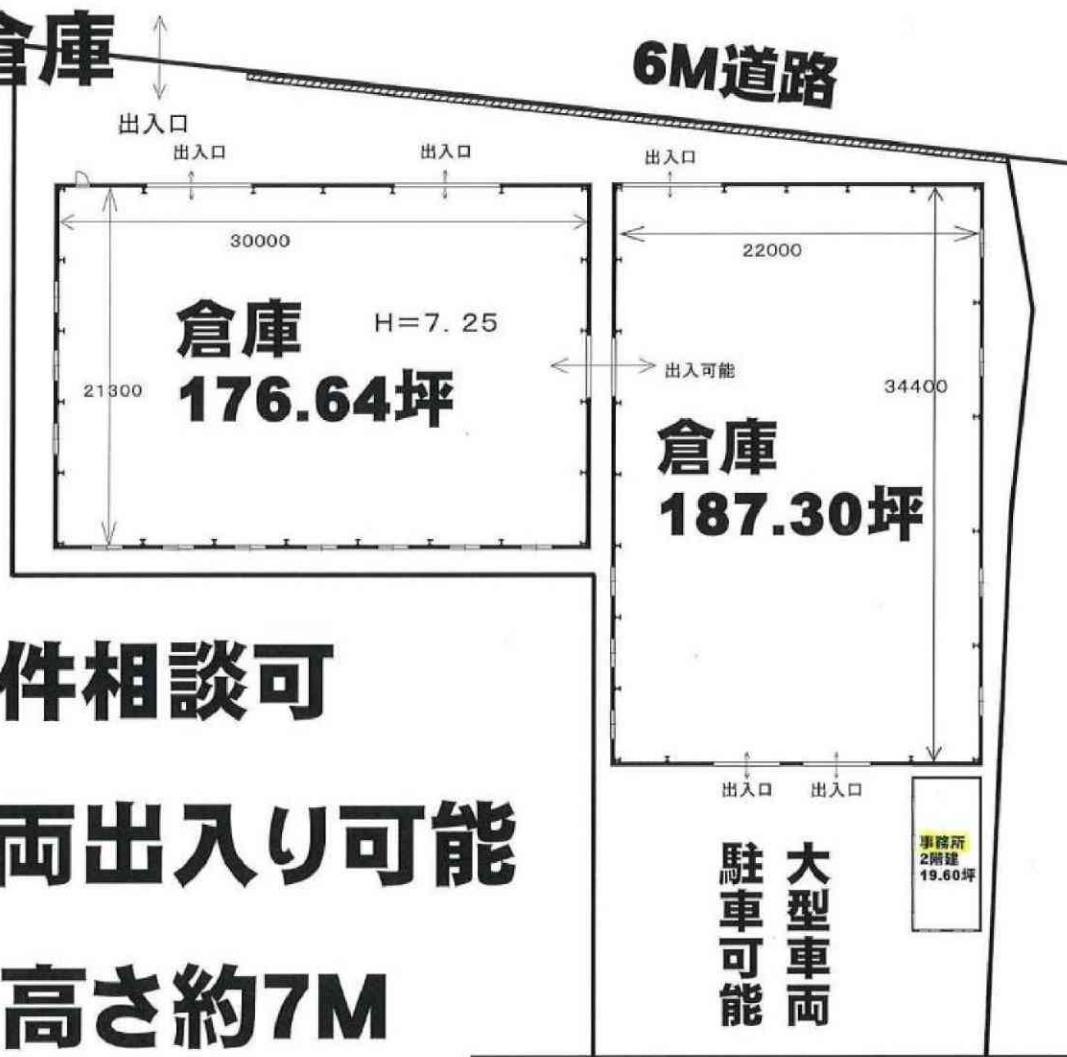 倉庫
6M道路
出入口
出入口
出入口
出入口
30000
22000
倉庫
H=7.25
176.64坪
21300
出入可能
34400
倉庫
187.30坪
件相談可
両出入り可能
高さ約7M
出入口
出入口
大型車両
駐車可能
事務所
2階建
19.60坪